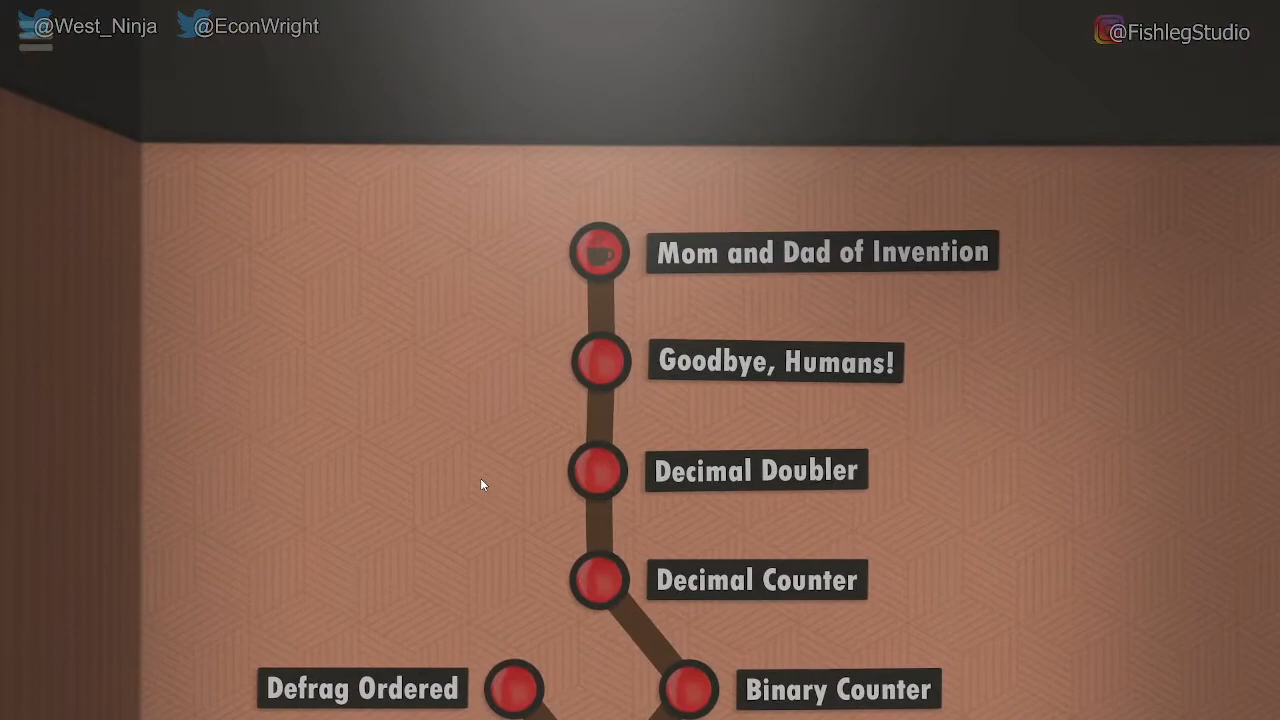 @West_Ninja @EconWright @FishlegStudio
Mom and Dad of Invention
Goodbye, Humans!
Decimal Doubler
Decimal Counter
Defrag Ordered Binary Counter